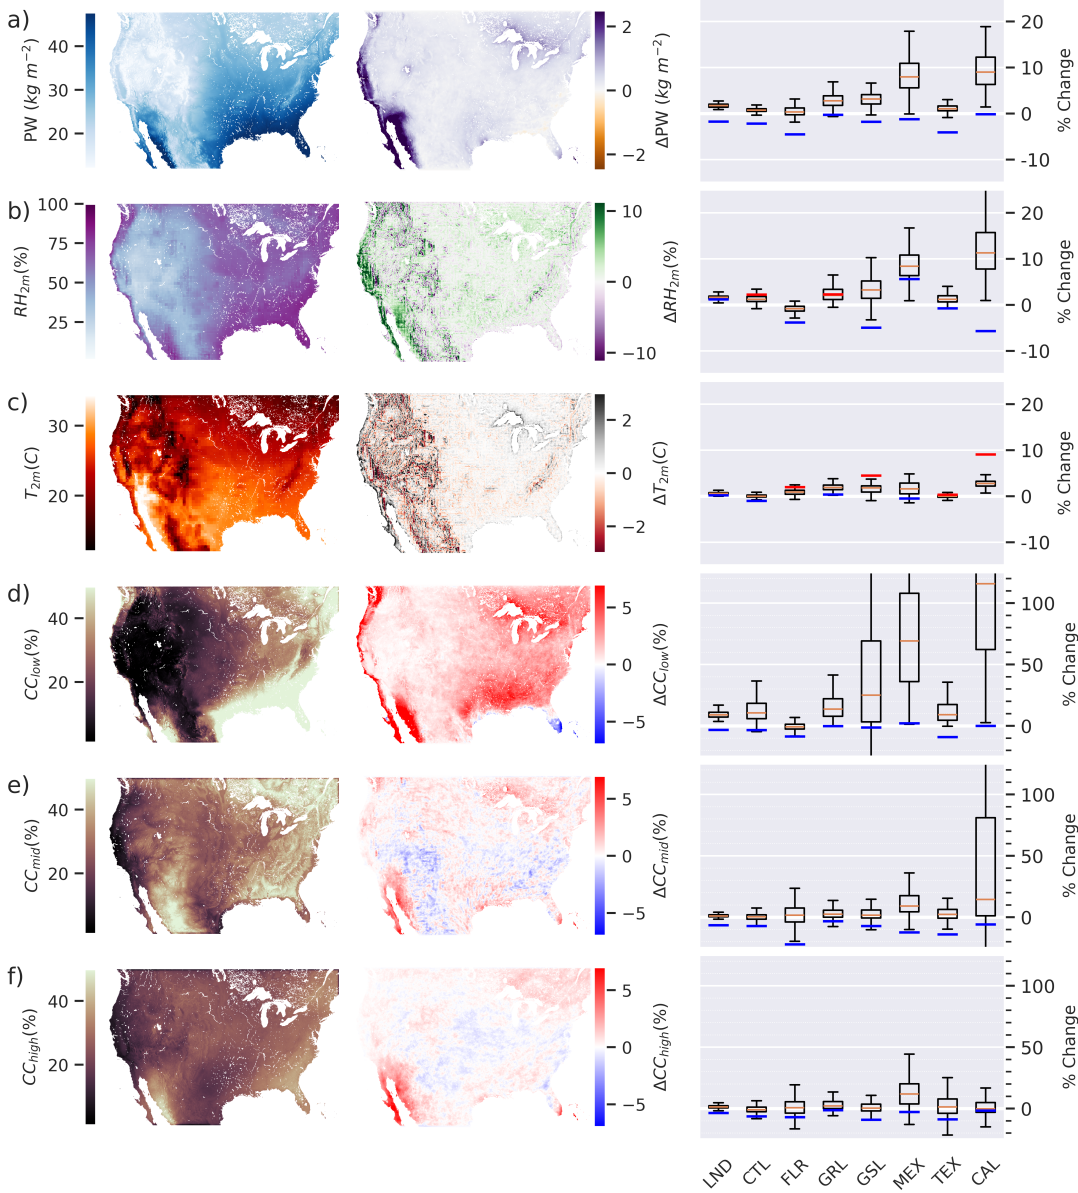 a)
PW (kg m−2)
40
30
20
ΔPW (kg m−2)
2
0
−2
20
10
0
-10
% Change
b)
RH2m(%)
100
75
50
25
ΔRH2m(%)
10
0
−10
20
10
0
-10
% Change
c)
T2m(C)
30
20
ΔT2m(C)
2
0
−2
20
10
0
-10
% Change
d)
CClow(%)
40
20
ΔCClow(%)
5
0
−5
100
50
0
% Change
e)
CCmid(%)
40
20
ΔCCmid(%)
5
0
−5
100
50
0
% Change
f)
CChigh(%)
40
20
ΔCChigh(%)
5
0
−5
100
50
0
% Change
LND
CTL
FLR
GRL
GSL
MEX
TEX
CAL